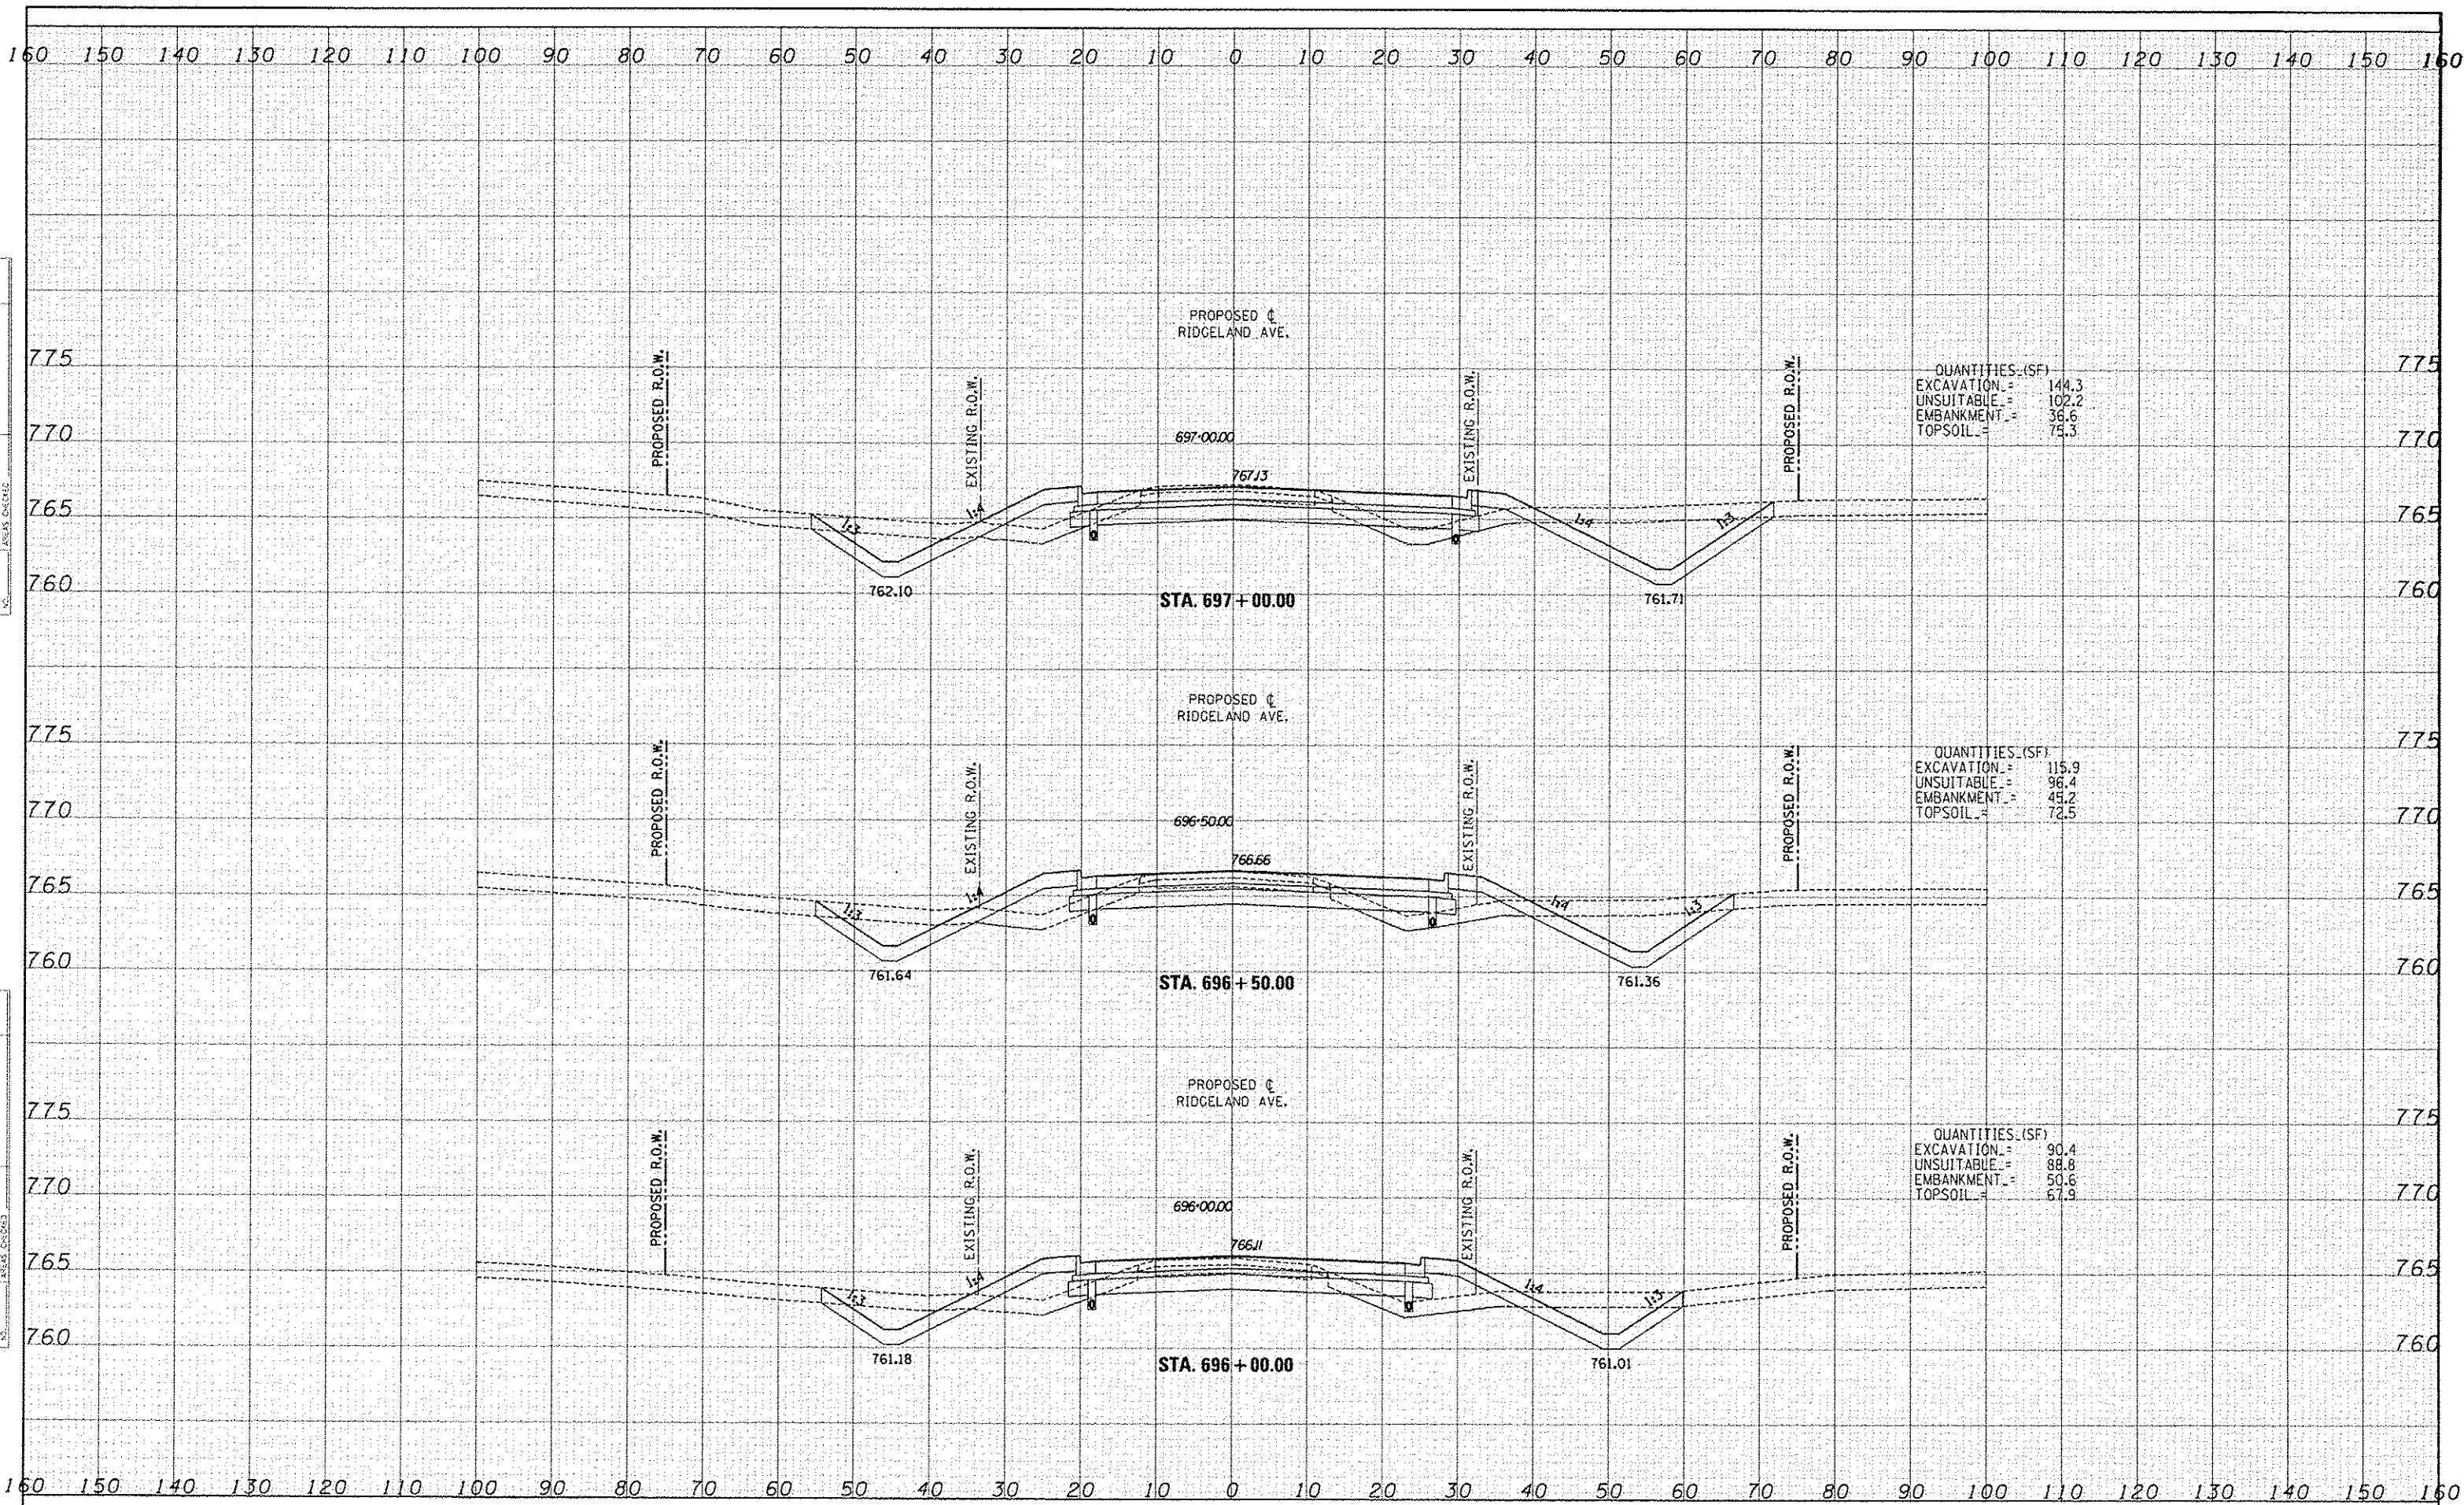 160 150 140 130 120 110 100 90 80 70 60 50 40 30 20 10 0 10 20 30 40 50 60 70 80 90 100 110 120 130 140 150 160
PROPOSED ℄
RIDGELAND AVE.
775 775
PROPOSED R.O.W.
EXISTING R.O.W.
EXISTING R.O.W.
PROPOSED R.O.W.
QUANTITIES (SF)
EXCAVATION = 144.3
UNSUITABLE = 102.2
EMBANKMENT = 36.6
TOPSOIL = 75.3
770 770
697+00.00
767.13
765 765
1:3 1:4 1:4 1:3
760 760
762.10
761.71
STA. 697+00.00
PROPOSED ℄
RIDGELAND AVE.
775 775
PROPOSED R.O.W.
EXISTING R.O.W.
EXISTING R.O.W.
PROPOSED R.O.W.
QUANTITIES (SF)
EXCAVATION = 115.9
UNSUITABLE = 96.4
EMBANKMENT = 45.2
TOPSOIL = 72.5
770 770
696+50.00
766.66
765 765
1:3 1:4 1:4 1:3
760 760
761.64
761.36
STA. 696+50.00
PROPOSED ℄
RIDGELAND AVE.
775 775
PROPOSED R.O.W.
EXISTING R.O.W.
EXISTING R.O.W.
PROPOSED R.O.W.
QUANTITIES (SF)
EXCAVATION = 90.4
UNSUITABLE = 88.8
EMBANKMENT = 50.6
TOPSOIL = 67.9
770 770
696+00.00
766.11
765 765
1:3 1:4 1:4 1:3
760 760
761.18
761.01
STA. 696+00.00
160 150 140 130 120 110 100 90 80 70 60 50 40 30 20 10 0 10 20 30 40 50 60 70 80 90 100 110 120 130 140 150 160
AREAS CHECKED
NO.
AREAS CHECKED
NO.